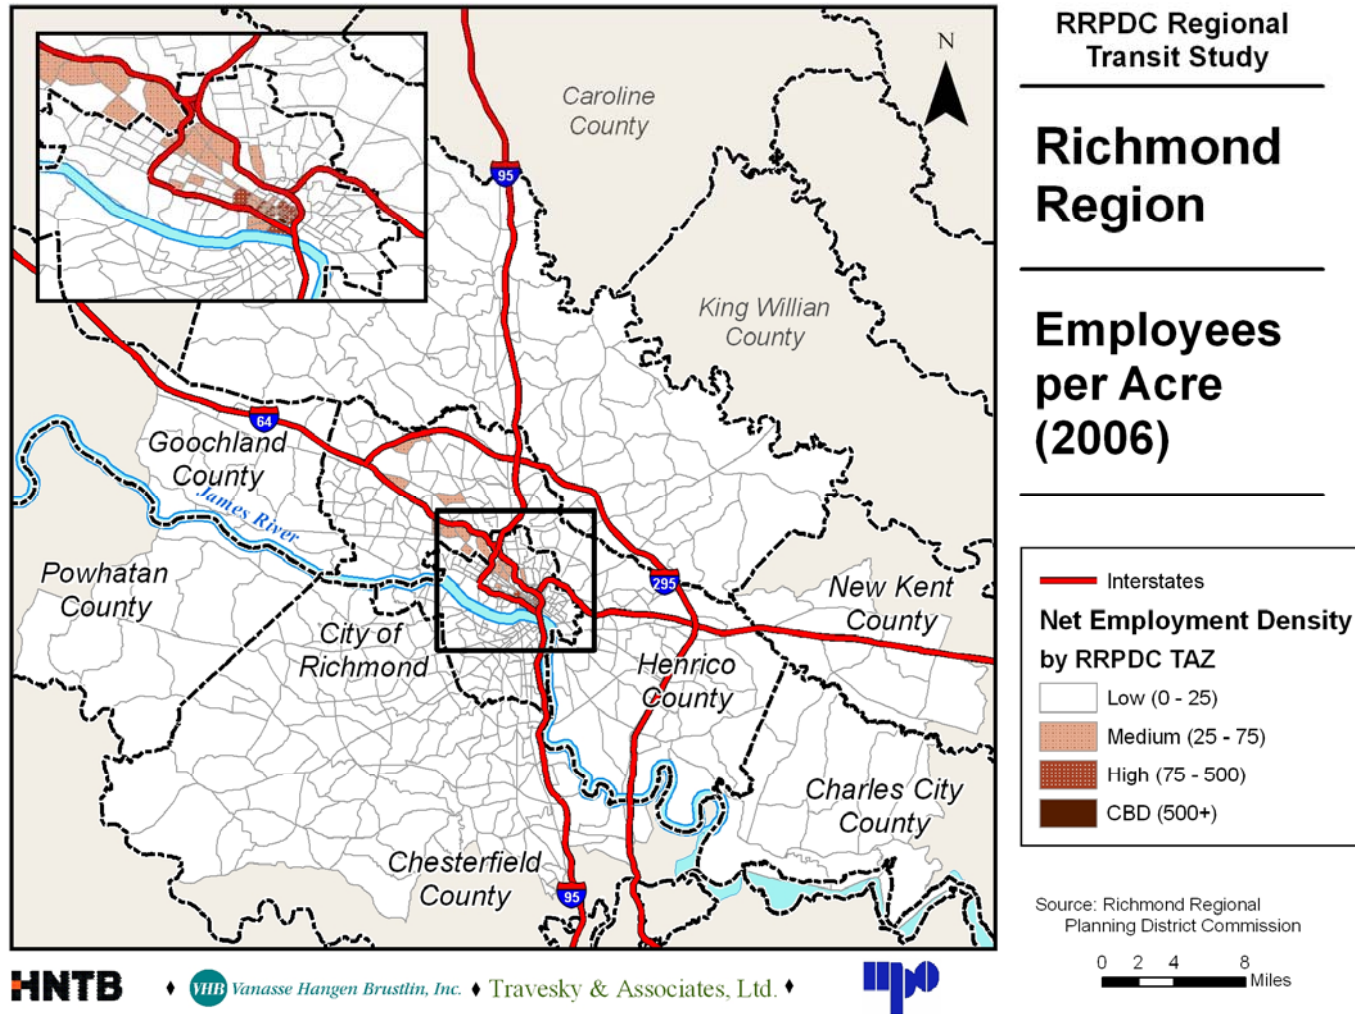 RRPDC Regional
Transit Study
Richmond
Region
Employees
per Acre
(2006)
N
Caroline
County
95
King Willian
County
64
Goochland
County
James River
Powhatan
County
City of
Richmond
295
New Kent
County
Henrico
County
Charles City
County
Chesterfield
County
95
Interstates
Net Employment Density
by RRPDC TAZ
Low (0 - 25)
Medium (25 - 75)
High (75 - 500)
CBD (500+)
Source: Richmond Regional
Planning District Commission
0 2 4 8
Miles
HNTB
VHB Vanasse Hangen Brustlin, Inc.
Travesky & Associates, Ltd.
mpo